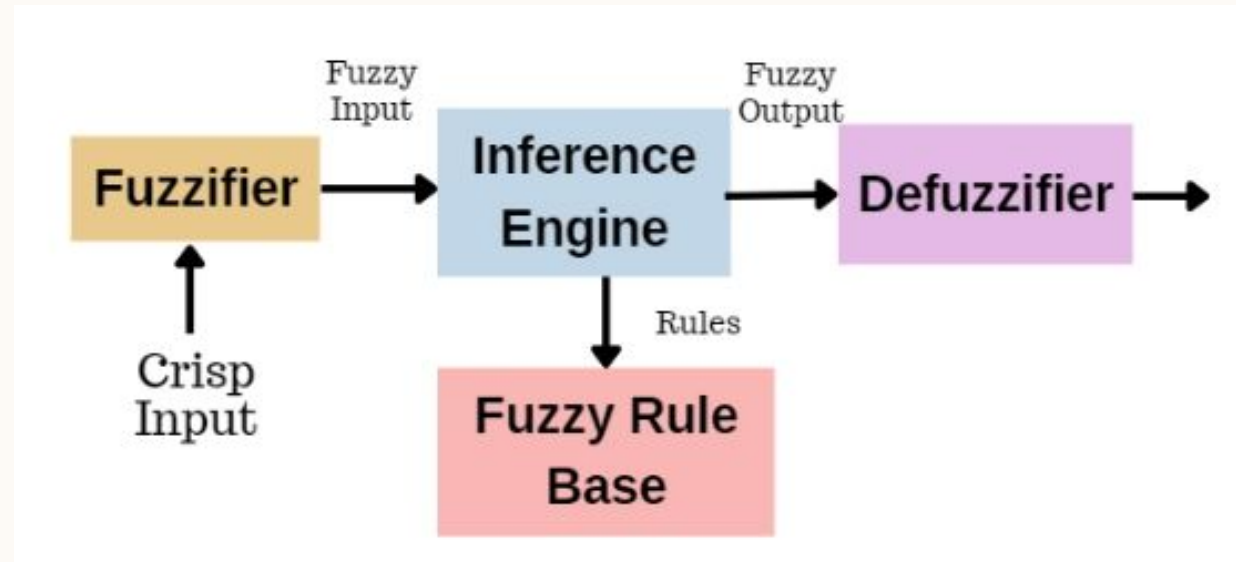 Fuzzy
Input
Fuzzy
Output
Fuzzifier
Inference
Engine
Defuzzifier
Rules
Crisp
Input
Fuzzy Rule
Base